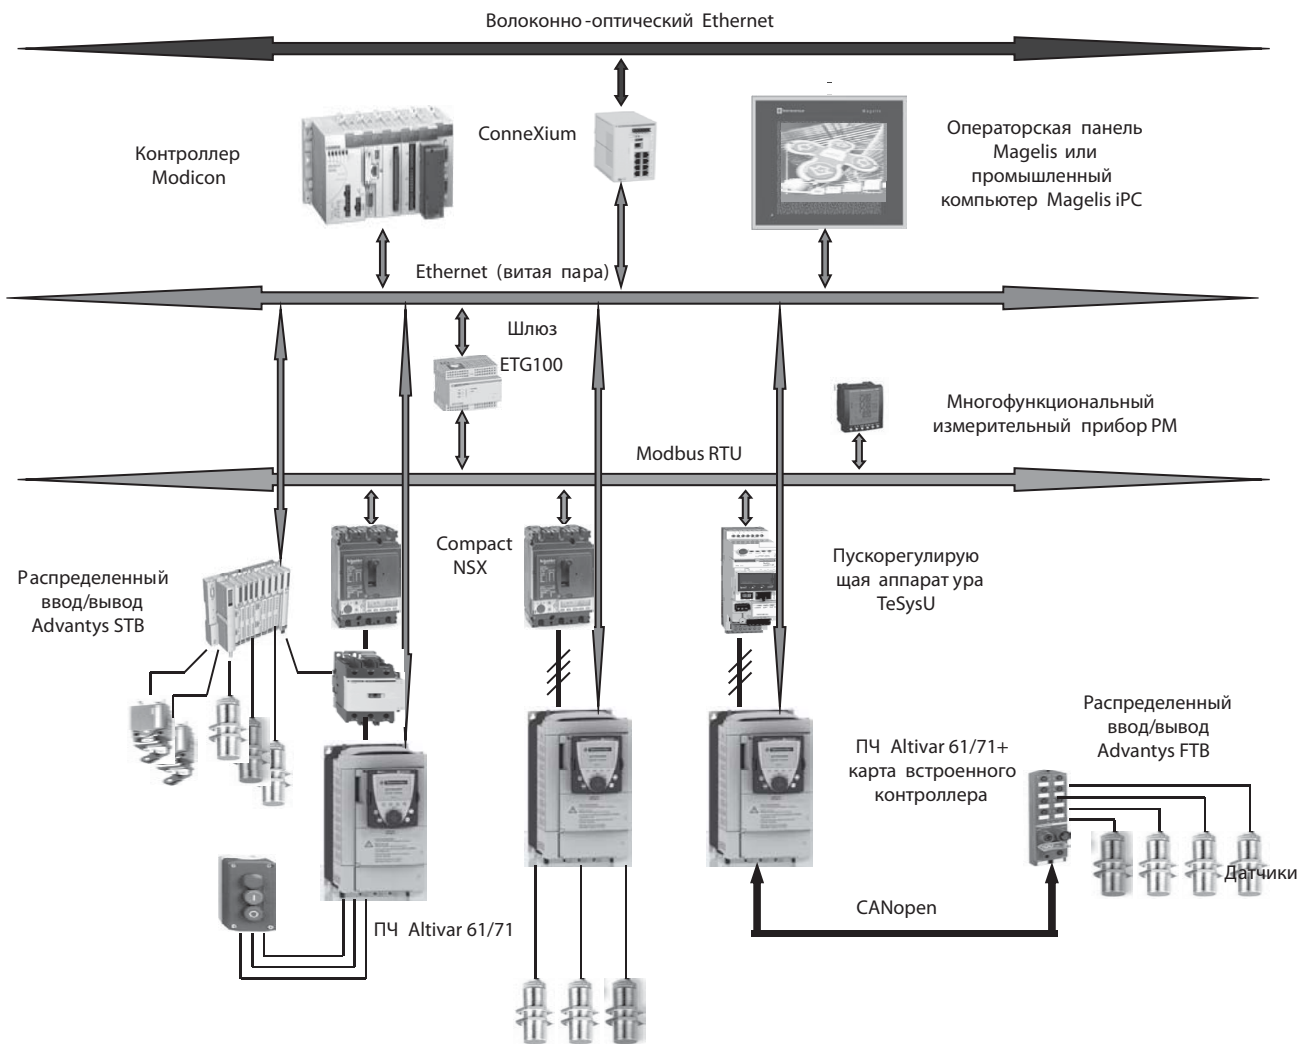 Волоконно-оптический Ethernet
Контроллер
Modicon
ConneXium
Операторская панель
Magelis или
промышленный
компьютер Magelis iPC
Magelis
Ethernet (витая пара)
Шлюз
ETG100
Многофункциональный
измерительный прибор PM
Modbus RTU
Compact
NSX
Пускорегулирую
щая аппарат ура
TeSysU
Распределенный
ввод/вывод
Advantys STB
Распределенный
ввод/вывод
Advantys FTB
ПЧ Altivar 61/71+
карта встроенного
контроллера
Датчики
CANopen
ПЧ Altivar 61/71